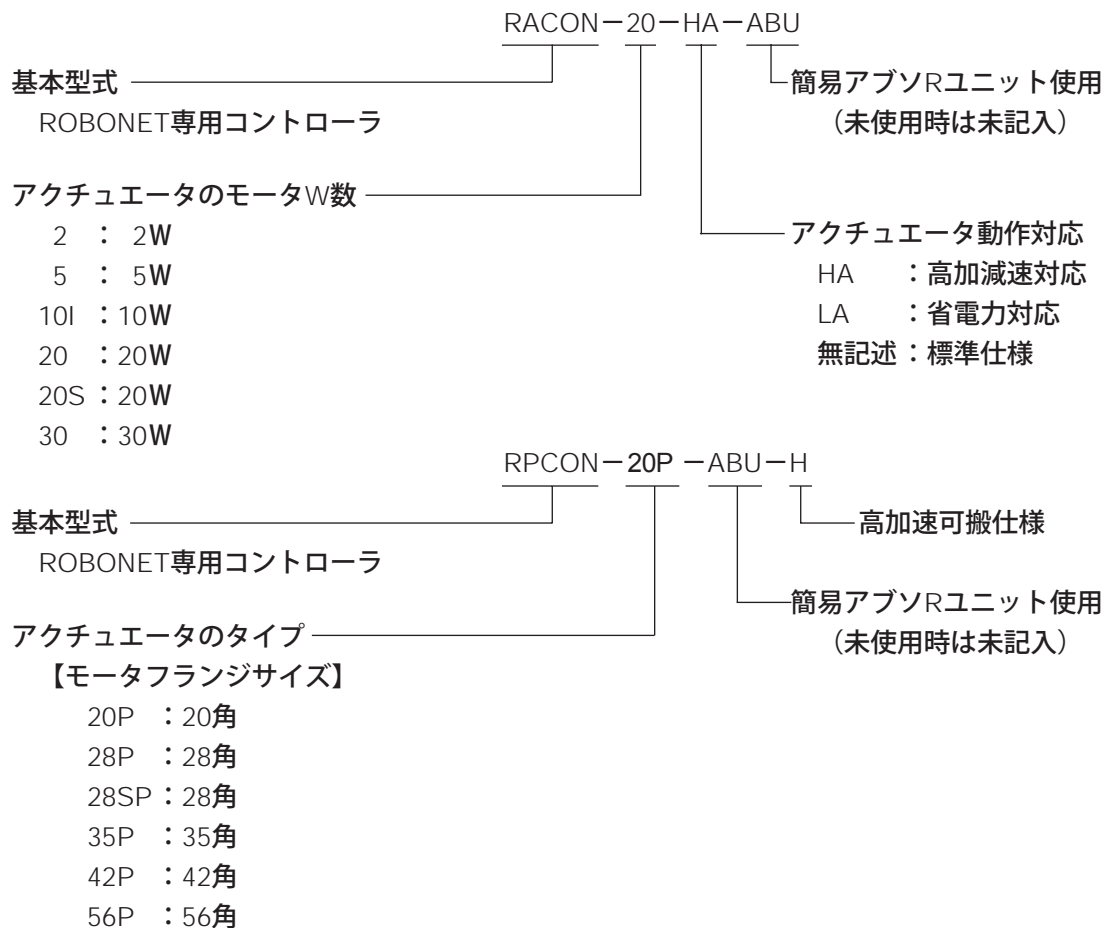 RACON－20－HA－ABU
基本型式
ROBONET専用コントローラ
簡易アブソRユニット使用
（未使用時は未記入）
アクチュエータのモータW数
2 ： 2W
5 ： 5W
10I ：10W
20 ：20W
20S ：20W
30 ：30W
アクチュエータ動作対応
HA ：高加減速対応
LA ：省電力対応
無記述：標準仕様
RPCON－20P－ABU－H
基本型式
ROBONET専用コントローラ
高加速可搬仕様
簡易アブソRユニット使用
（未使用時は未記入）
アクチュエータのタイプ
【モータフランジサイズ】
20P ：20角
28P ：28角
28SP：28角
35P ：35角
42P ：42角
56P ：56角